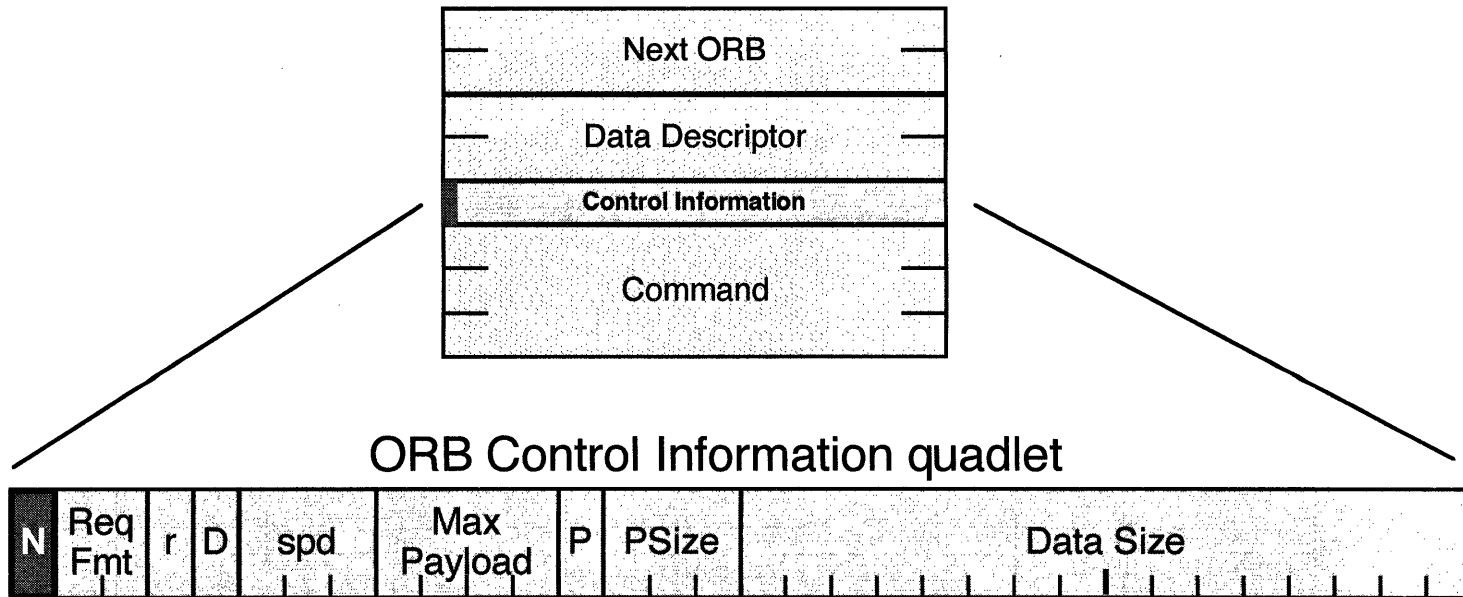 Next ORB
Data Descriptor
Control Information
Command
ORB Control Information quadlet
N
Req
Fmt
r
D
spd
Max
Payload
P
PSize
Data Size